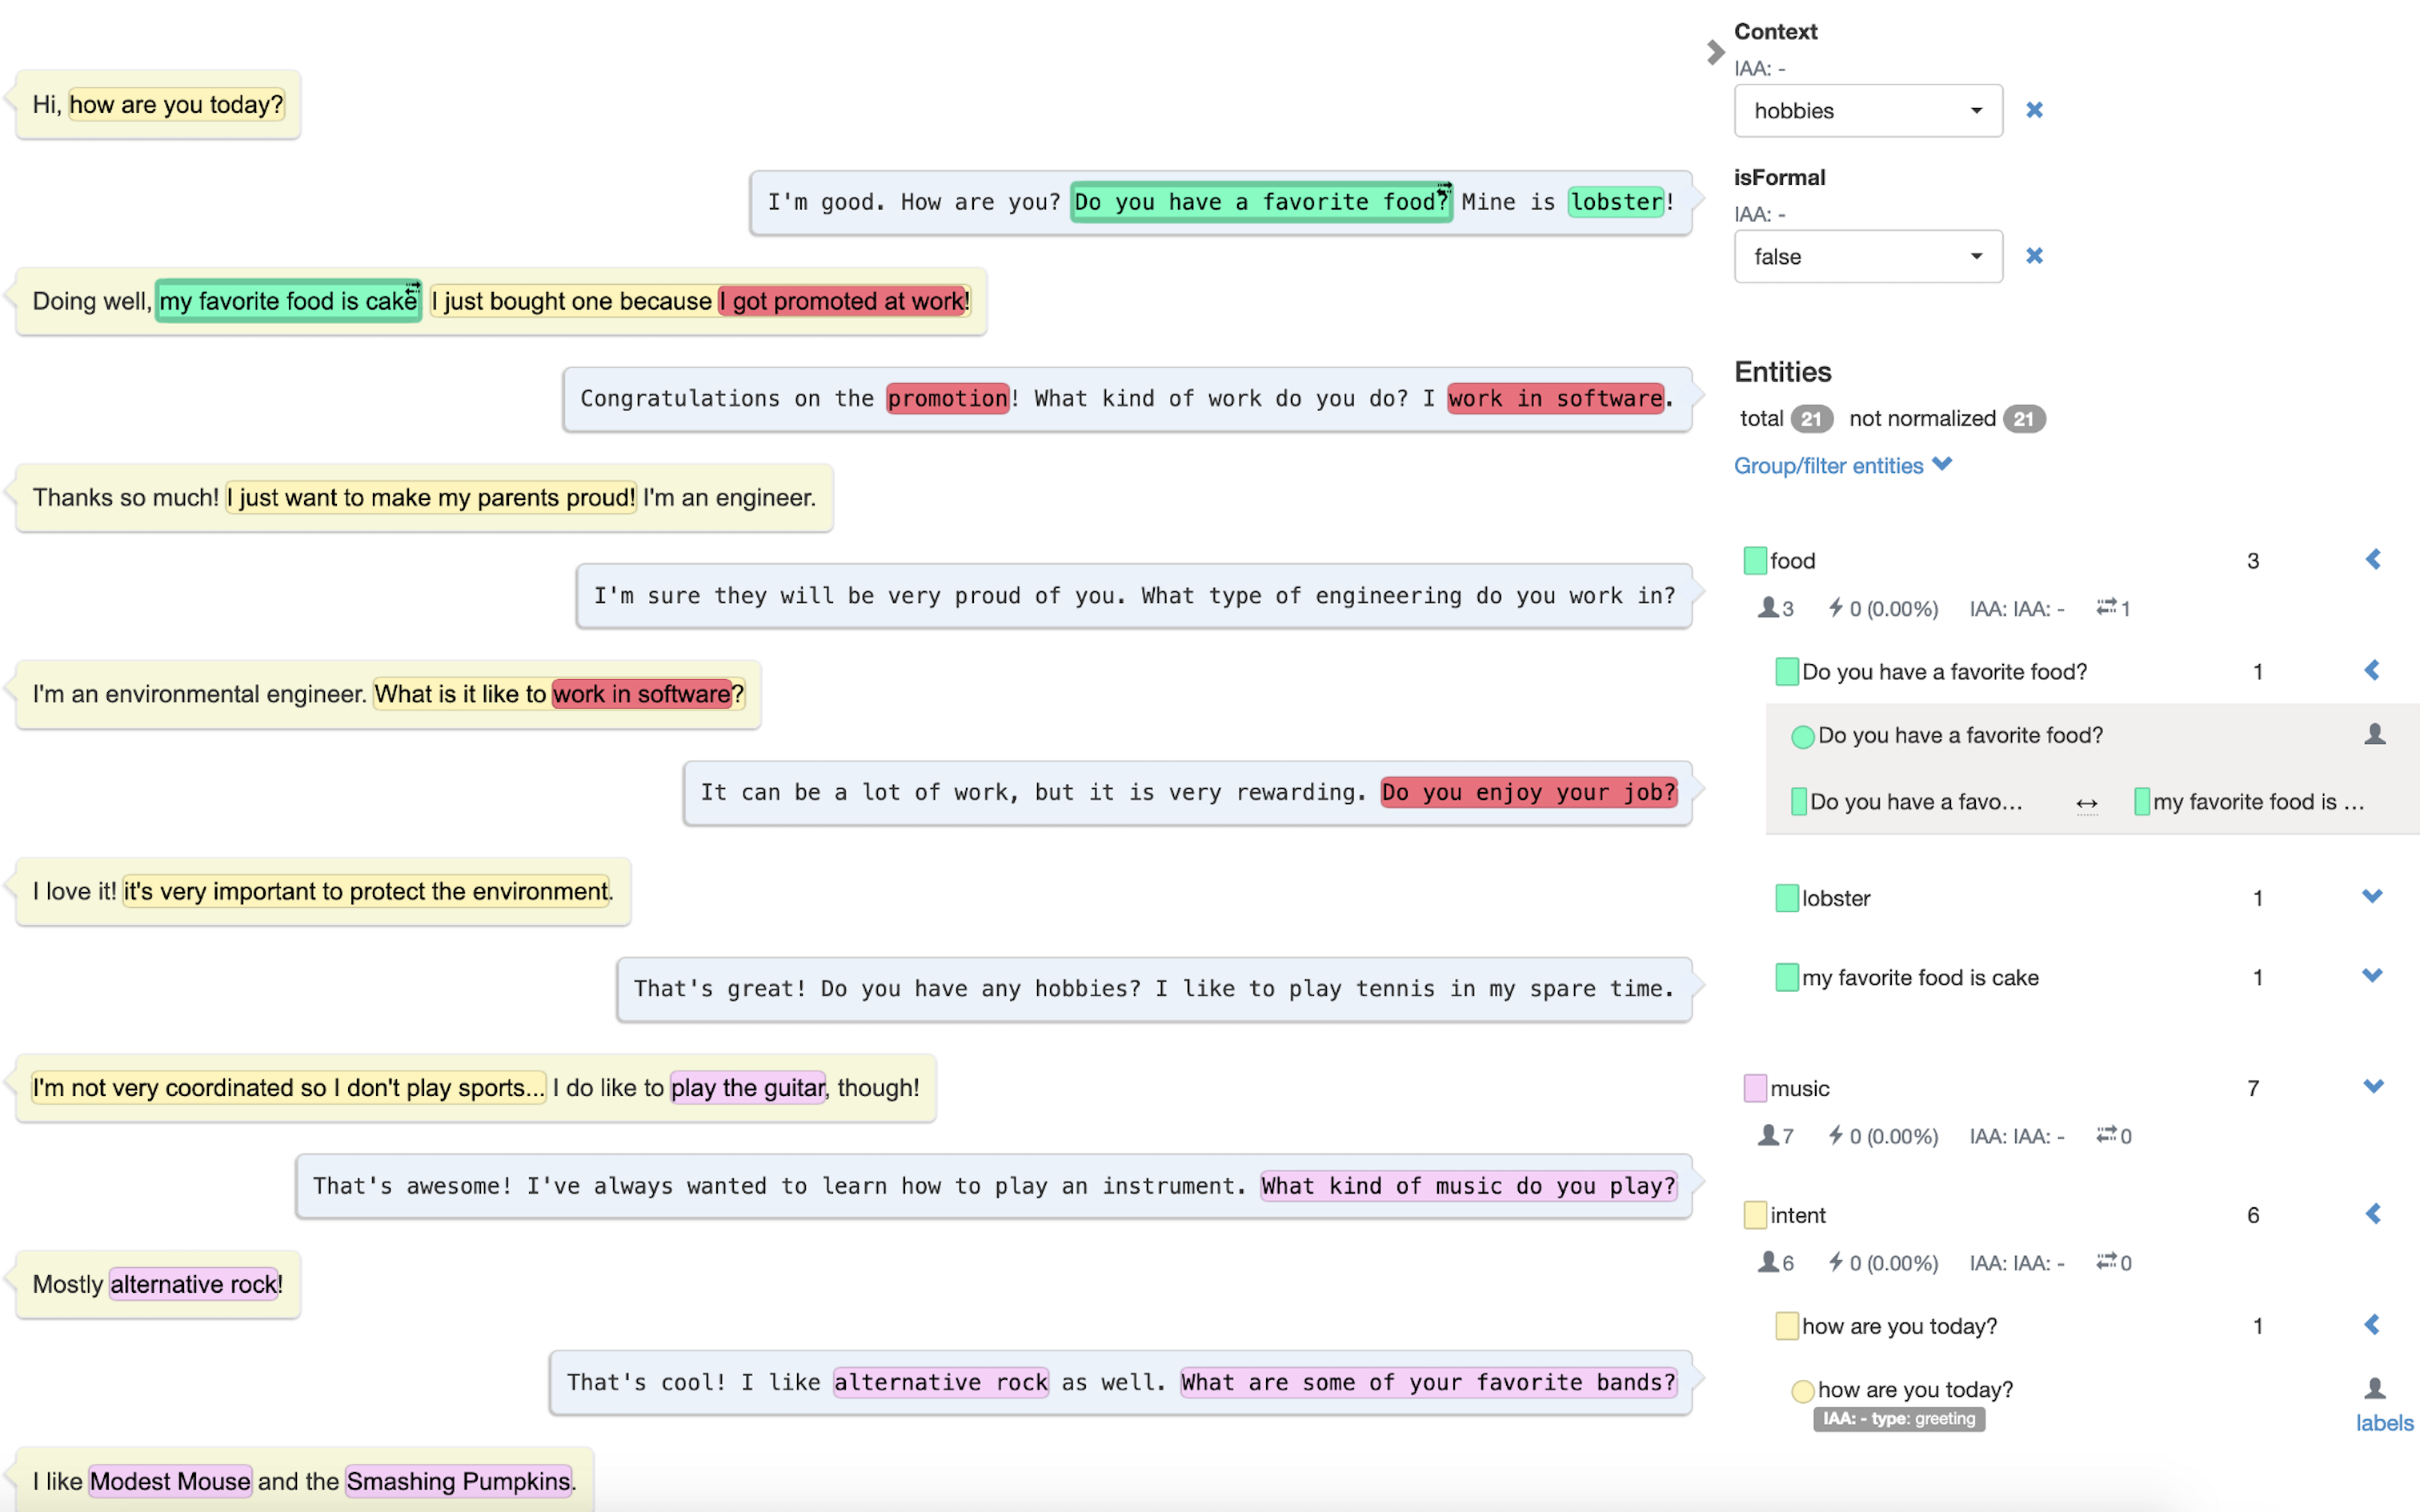 Hi, how are you today?
I'm good. How are you? Do you have a favorite food? Mine is lobster!
Doing well, my favorite food is cake I just bought one because I got promoted at work!
Congratulations on the promotion! What kind of work do you do? I work in software.
Thanks so much! I just want to make my parents proud! I'm an engineer.
I'm sure they will be very proud of you. What type of engineering do you work in?
I'm an environmental engineer. What is it like to work in software?
It can be a lot of work, but it is very rewarding. Do you enjoy your job?
I love it! it's very important to protect the environment.
That's great! Do you have any hobbies? I like to play tennis in my spare time.
I'm not very coordinated so I don't play sports... I do like to play the guitar, though!
That's awesome! I've always wanted to learn how to play an instrument. What kind of music do you play?
Mostly alternative rock!
That's cool! I like alternative rock as well. What are some of your favorite bands?
I like Modest Mouse and the Smashing Pumpkins.
Context
IAA: -
hobbies
isFormal
IAA: -
false
Entities
total 21 not normalized 21
Group/filter entities
food 3
3 0 (0.00%) IAA: IAA: - 1
Do you have a favorite food? 1
Do you have a favorite food?
Do you have a favo... ↔ my favorite food is ...
lobster 1
my favorite food is cake 1
music 7
7 0 (0.00%) IAA: IAA: - 0
intent 6
6 0 (0.00%) IAA: IAA: - 0
how are you today? 1
how are you today?
IAA: - type: greeting
labels